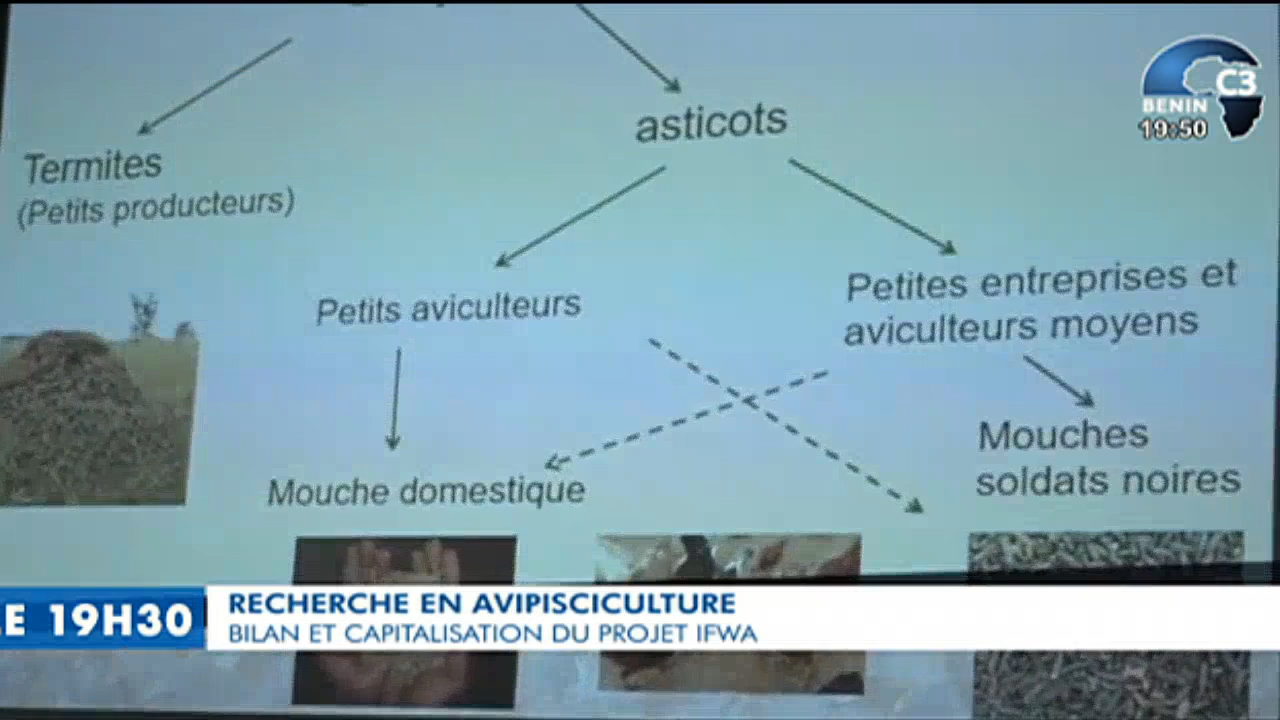 C3
BENIN
19:50
asticots
Termites
(Petits producteurs)
Petits aviculteurs
Petites entreprises et
aviculteurs moyens
Mouche domestique
Mouches
soldats noires
LE 19H30
RECHERCHE EN AVIPISCICULTURE
BILAN ET CAPITALISATION DU PROJET IFWA